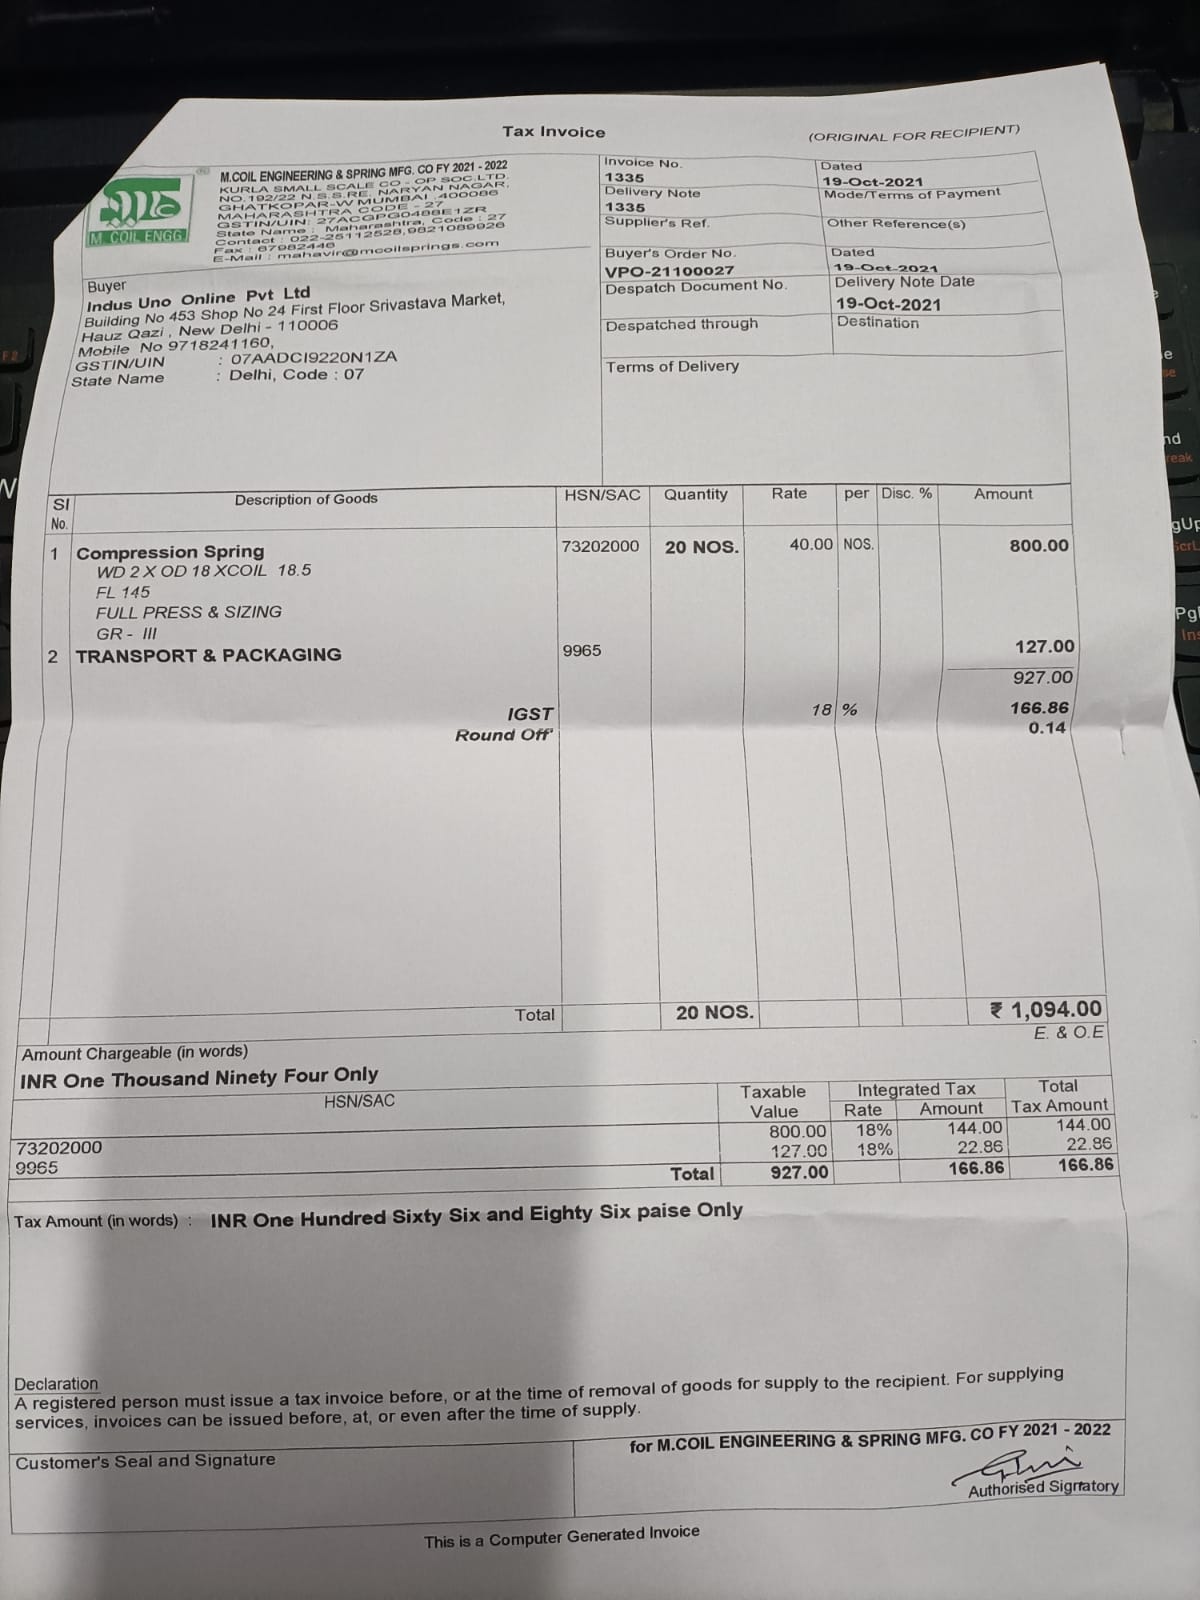 Tax Invoice
(ORIGINAL FOR RECIPIENT)
M. COIL ENGG
M.COIL ENGINEERING & SPRING MFG. CO FY 2021 - 2022
KURLA SMALL SCALE CO - OP SOC.LTD.
NO.192/22 N.S.S.RE. NARYAN NAGAR,
GHATKOPAR-W MUMBAI .400086
MAHARASHTRA CODE - 27
GSTIN/UIN: 27ACGPG0488E1ZR
State Name : Maharashtra, Code : 27
Contact : 022-25112528,9821089926
Fax : 67982446
E-Mail : mahavir@mcoilsprings.com
Invoice No.
1335
Dated
19-Oct-2021
Delivery Note
1335
Mode/Terms of Payment
Supplier's Ref.
Other Reference(s)
Buyer's Order No.
VPO-21100027
Dated
19-Oct-2021
Despatch Document No.
Delivery Note Date
19-Oct-2021
Despatched through
Destination
Terms of Delivery
Buyer
Indus Uno Online Pvt Ltd
Building No 453 Shop No 24 First Floor Srivastava Market,
Hauz Qazi , New Delhi - 110006
Mobile No 9718241160,
GSTIN/UIN : 07AADCI9220N1ZA
State Name : Delhi, Code : 07
SI No. Description of Goods HSN/SAC Quantity Rate per Disc. % Amount
1 Compression Spring 73202000 20 NOS. 40.00 NOS. 800.00
WD 2 X OD 18 XCOIL 18.5
FL 145
FULL PRESS & SIZING
GR - III
2 TRANSPORT & PACKAGING 9965 127.00
927.00
IGST 18 % 166.86
Round Off 0.14
Total 20 NOS. ₹ 1,094.00
E. & O.E
Amount Chargeable (in words)
INR One Thousand Ninety Four Only
HSN/SAC Taxable Value Integrated Tax Rate Amount Total Tax Amount
73202000 800.00 18% 144.00 144.00
9965 127.00 18% 22.86 22.86
Total 927.00 166.86 166.86
Tax Amount (in words) : INR One Hundred Sixty Six and Eighty Six paise Only
Declaration
A registered person must issue a tax invoice before, or at the time of removal of goods for supply to the recipient. For supplying
services, invoices can be issued before, at, or even after the time of supply.
Customer's Seal and Signature
for M.COIL ENGINEERING & SPRING MFG. CO FY 2021 - 2022
Authorised Signatory
This is a Computer Generated Invoice